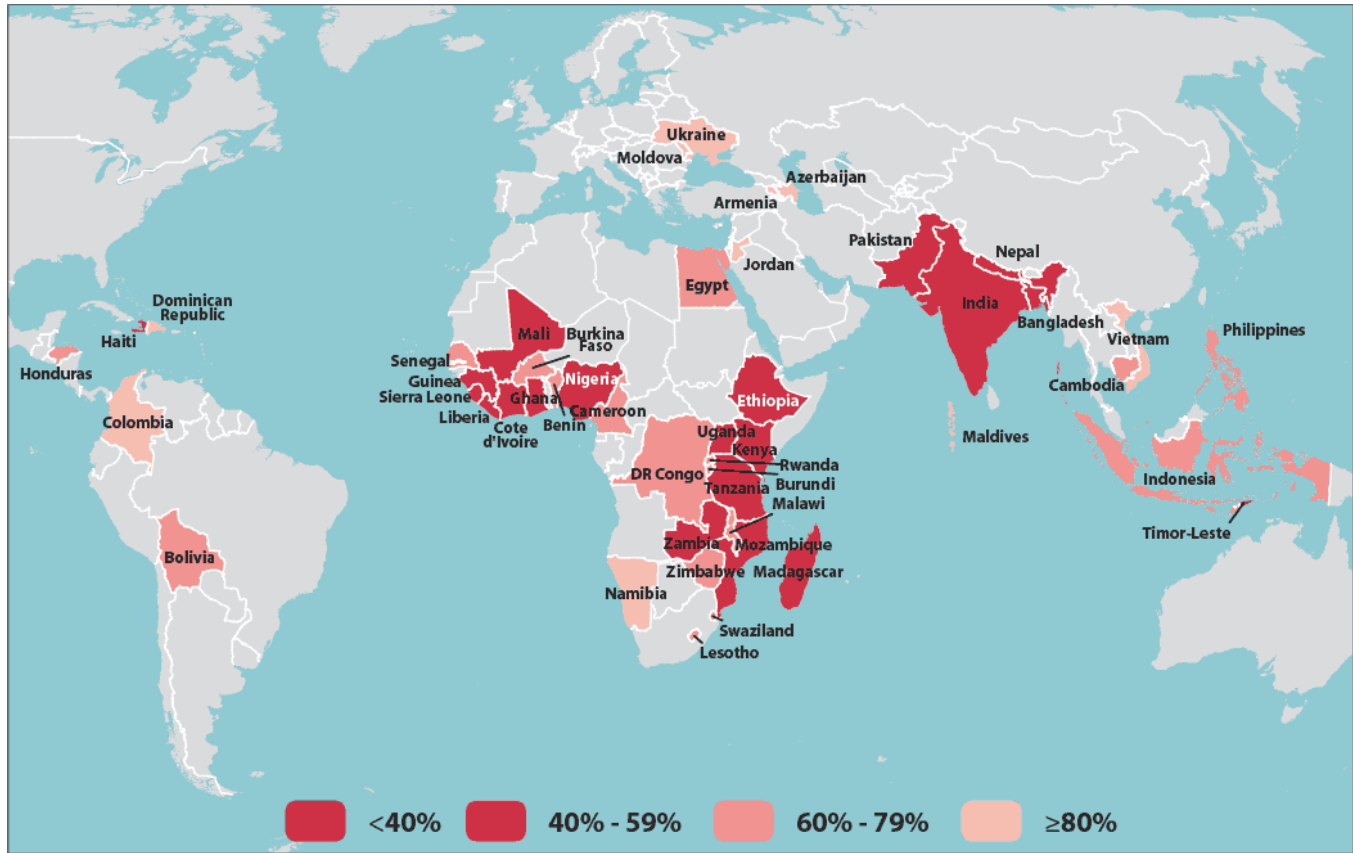 Ukraine
Moldova
Azerbaijan
Armenia
Pakistan
Nepal
Jordan
Egypt
India
Bangladesh
Dominican
Republic
Haiti
Honduras
Mali
Burkina
Faso
Senegal
Guinea
Sierra Leone
Liberia
Nigeria
Ghana
Cameroon
Benin
Cote
d'Ivoire
Ethiopia
Vietnam
Philippines
Cambodia
Maldives
Colombia
Uganda
Kenya
Rwanda
Burundi
DR Congo
Tanzania
Malawi
Indonesia
Timor-Leste
Bolivia
Zambia
Mozambique
Zimbabwe
Madagascar
Namibia
Swaziland
Lesotho
<40%
40% - 59%
60% - 79%
≥80%